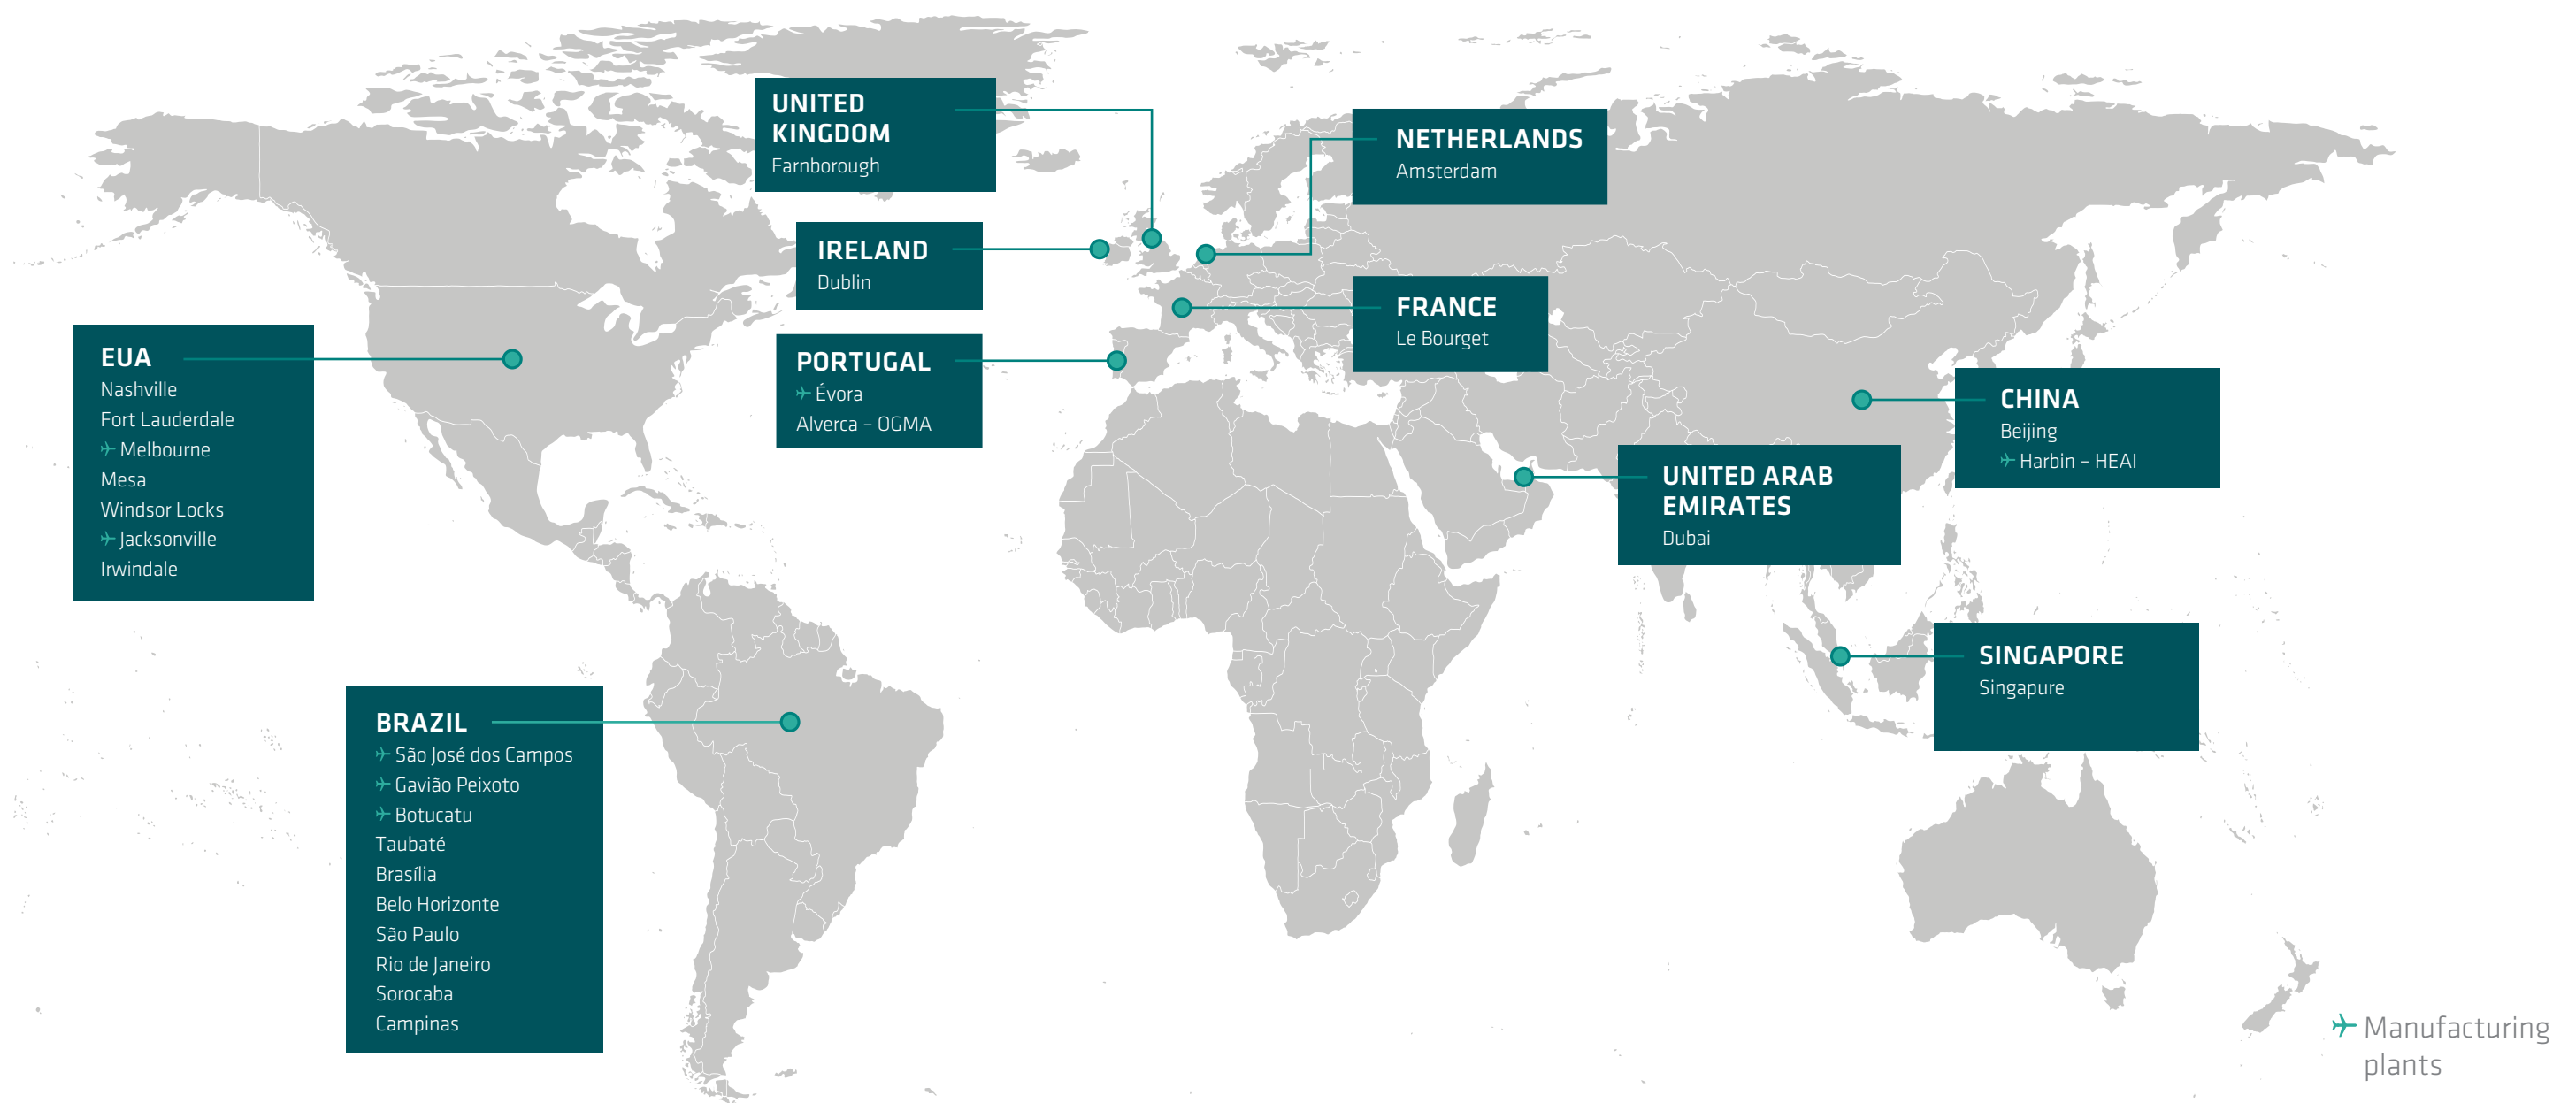 UNITED
KINGDOM
Farnborough
NETHERLANDS
Amsterdam
IRELAND
Dublin
FRANCE
Le Bourget
EUA
Nashville
Fort Lauderdale
Melbourne
Mesa
Windsor Locks
Jacksonville
Irwindale
PORTUGAL
Évora
Alverca – OGMA
CHINA
Beijing
Harbin – HEAI
UNITED ARAB
EMIRATES
Dubai
SINGAPORE
Singapure
BRAZIL
São José dos Campos
Gavião Peixoto
Botucatu
Taubaté
Brasília
Belo Horizonte
São Paulo
Rio de Janeiro
Sorocaba
Campinas
Manufacturing
plants